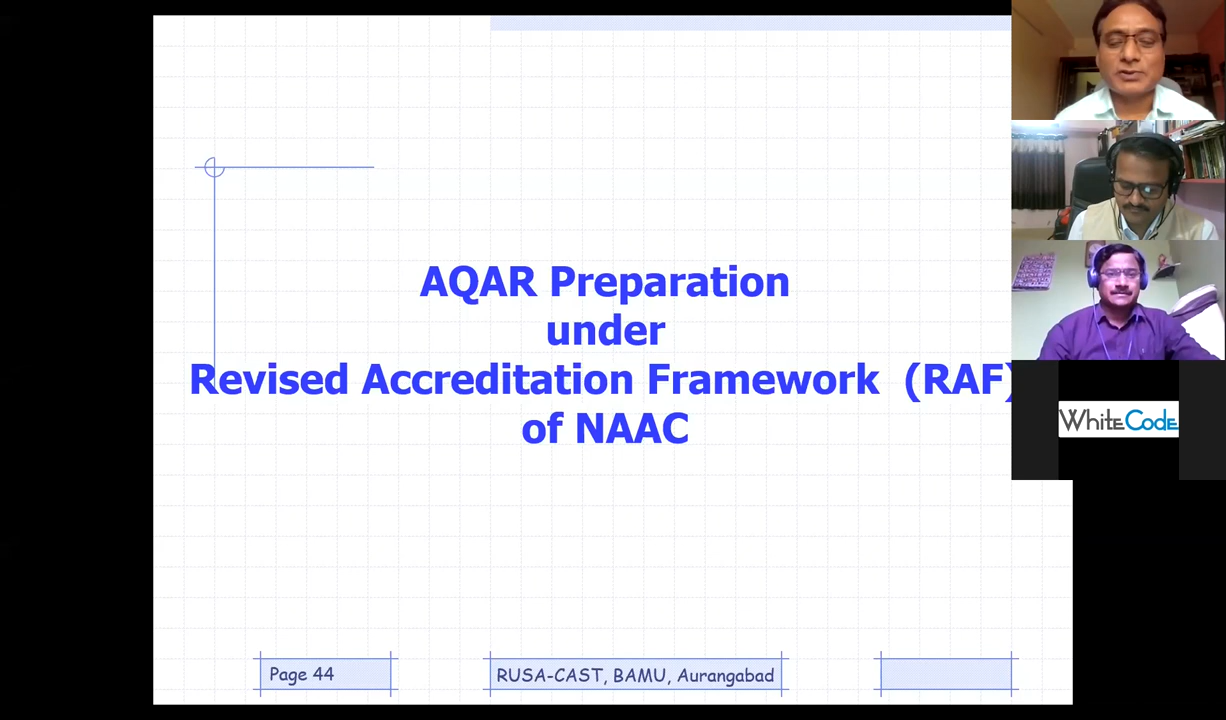 AQAR Preparation
under
Revised Accreditation Framework (RAF)
of NAAC
WhiteCode
Page 44
RUSA-CAST, BAMU, Aurangabad